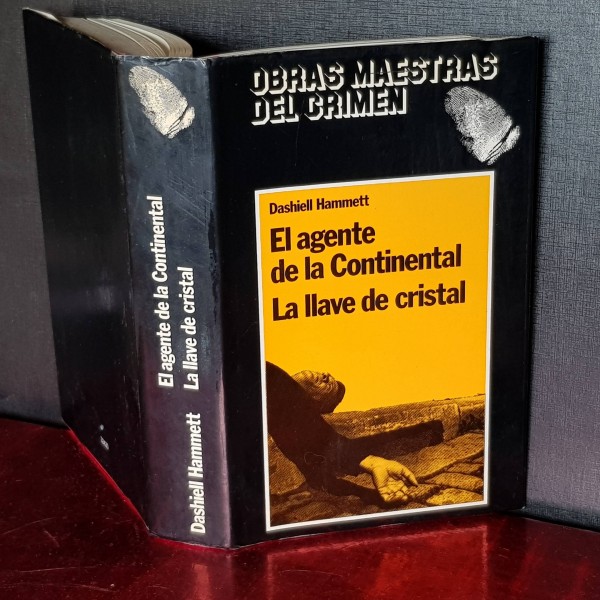 OBRAS MAESTRAS
DEL CRIMEN
Dashiell Hammett
El agente
de la Continental
La llave de cristal
El agente de la Continental
La llave de cristal
Dashiell Hammett